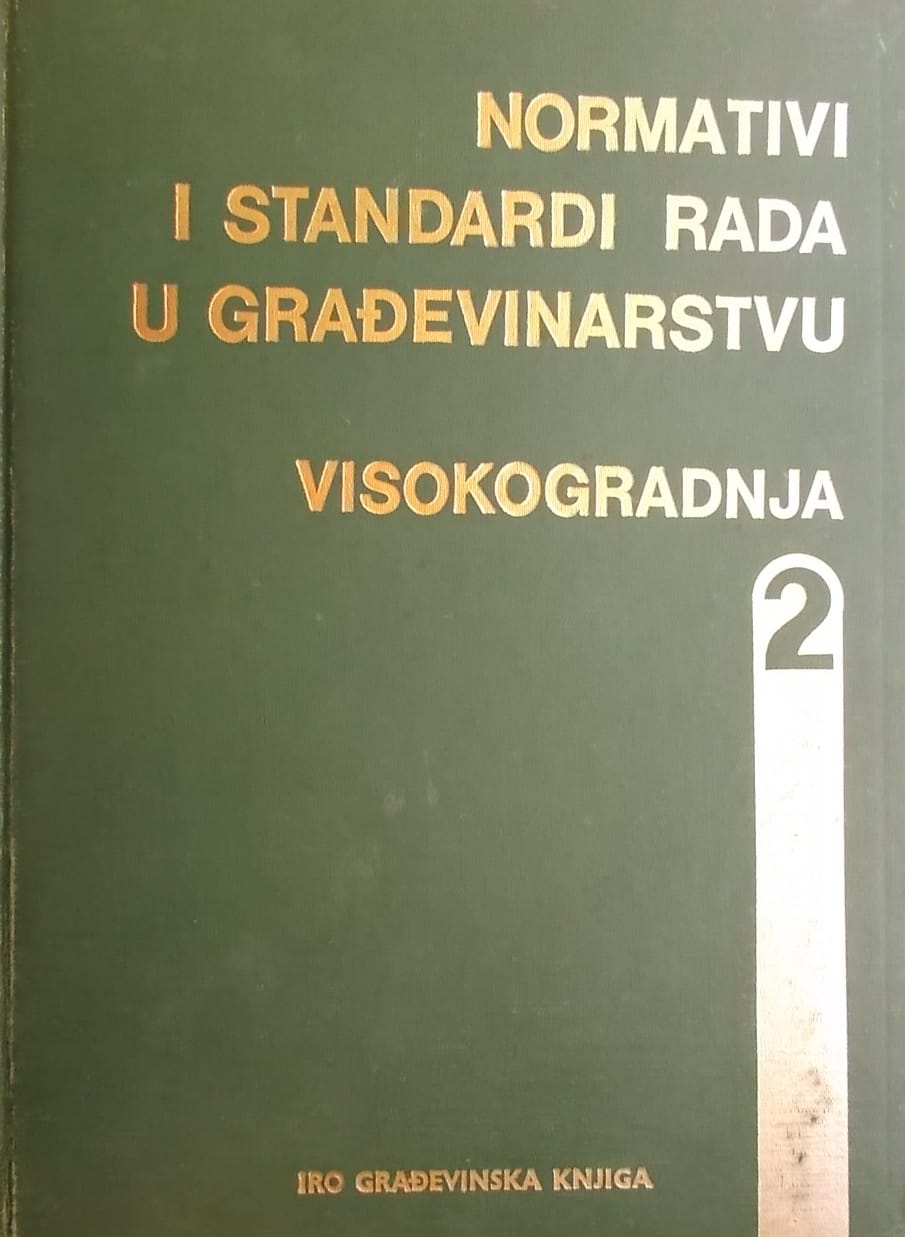 NORMATIVI
I STANDARDI RADA
U GRAĐEVINARSTVU
VISOKOGRADNJA
2
IRO GRAĐEVINSKA KNJIGA